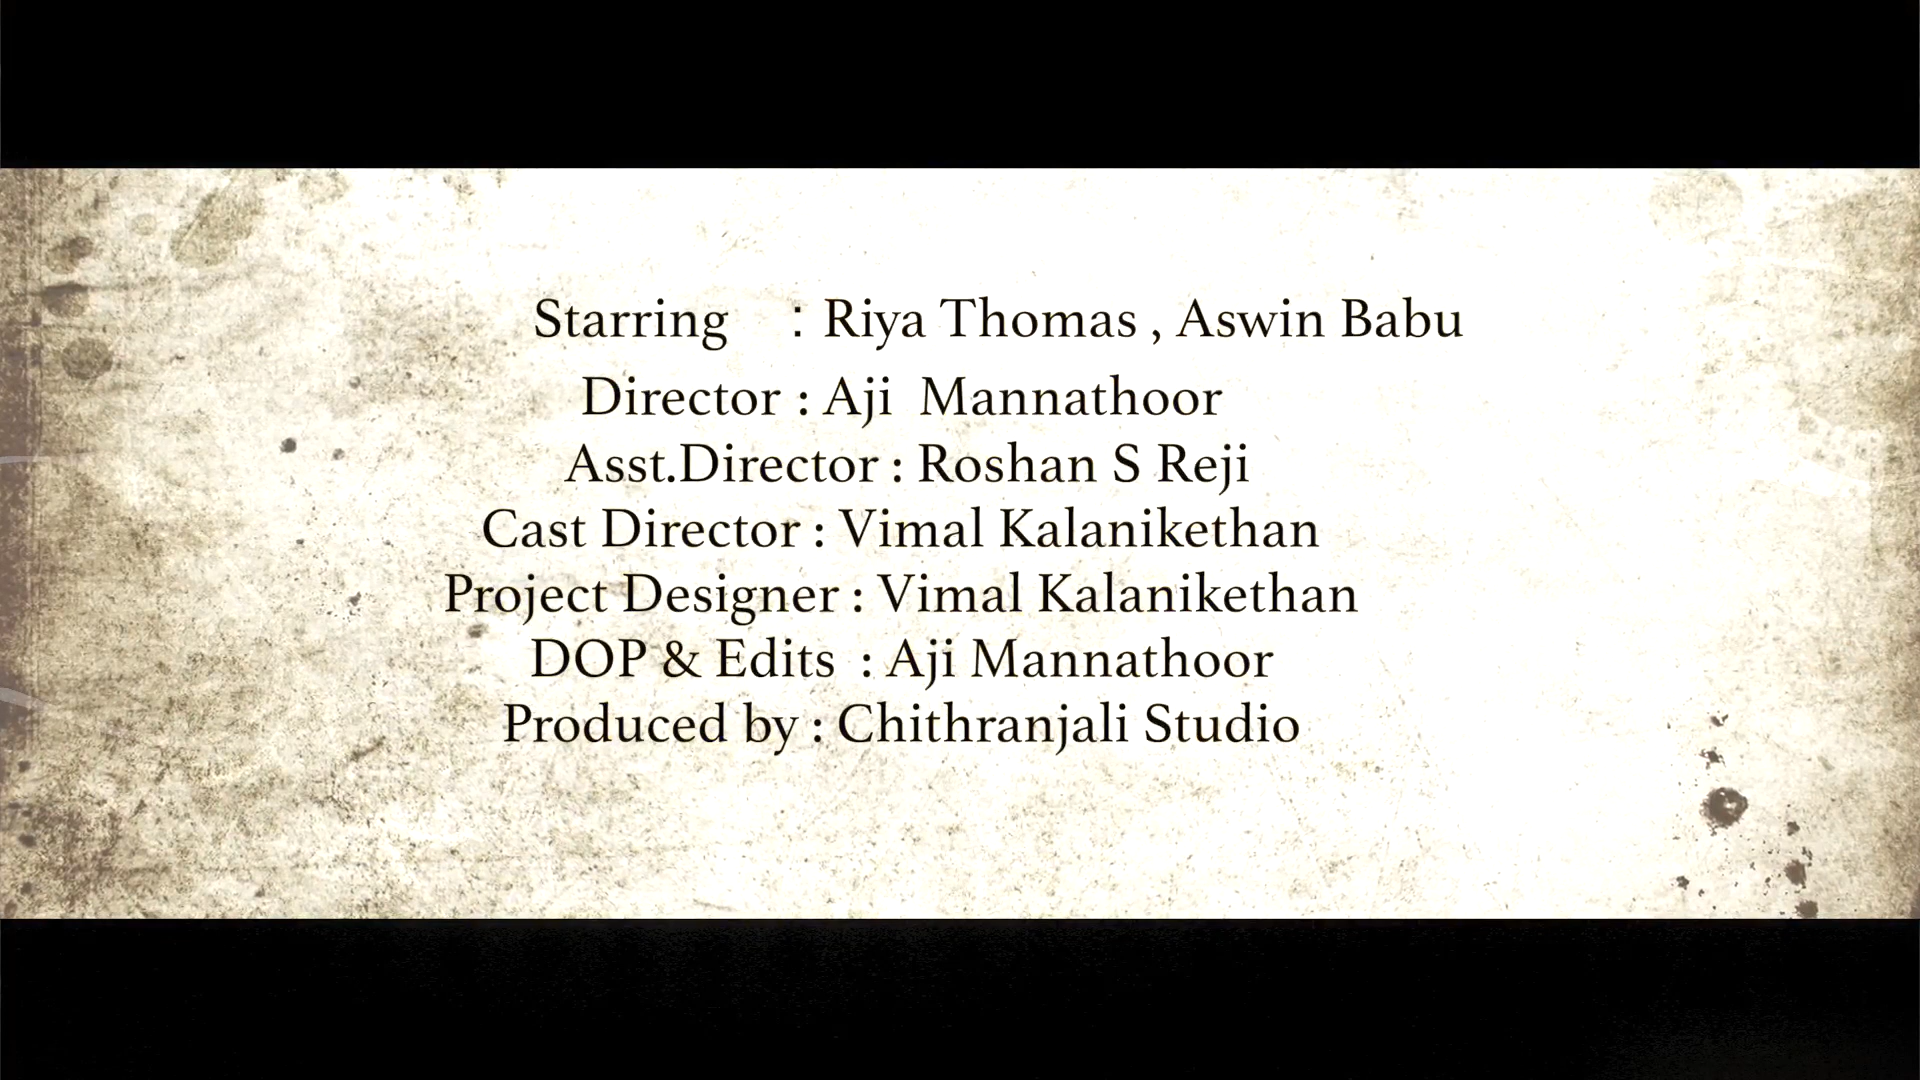 Starring : Riya Thomas , Aswin Babu
Director : Aji Mannathoor
Asst.Director : Roshan S Reji
Cast Director : Vimal Kalanikethan
Project Designer : Vimal Kalanikethan
DOP & Edits : Aji Mannathoor
Produced by : Chithranjali Studio